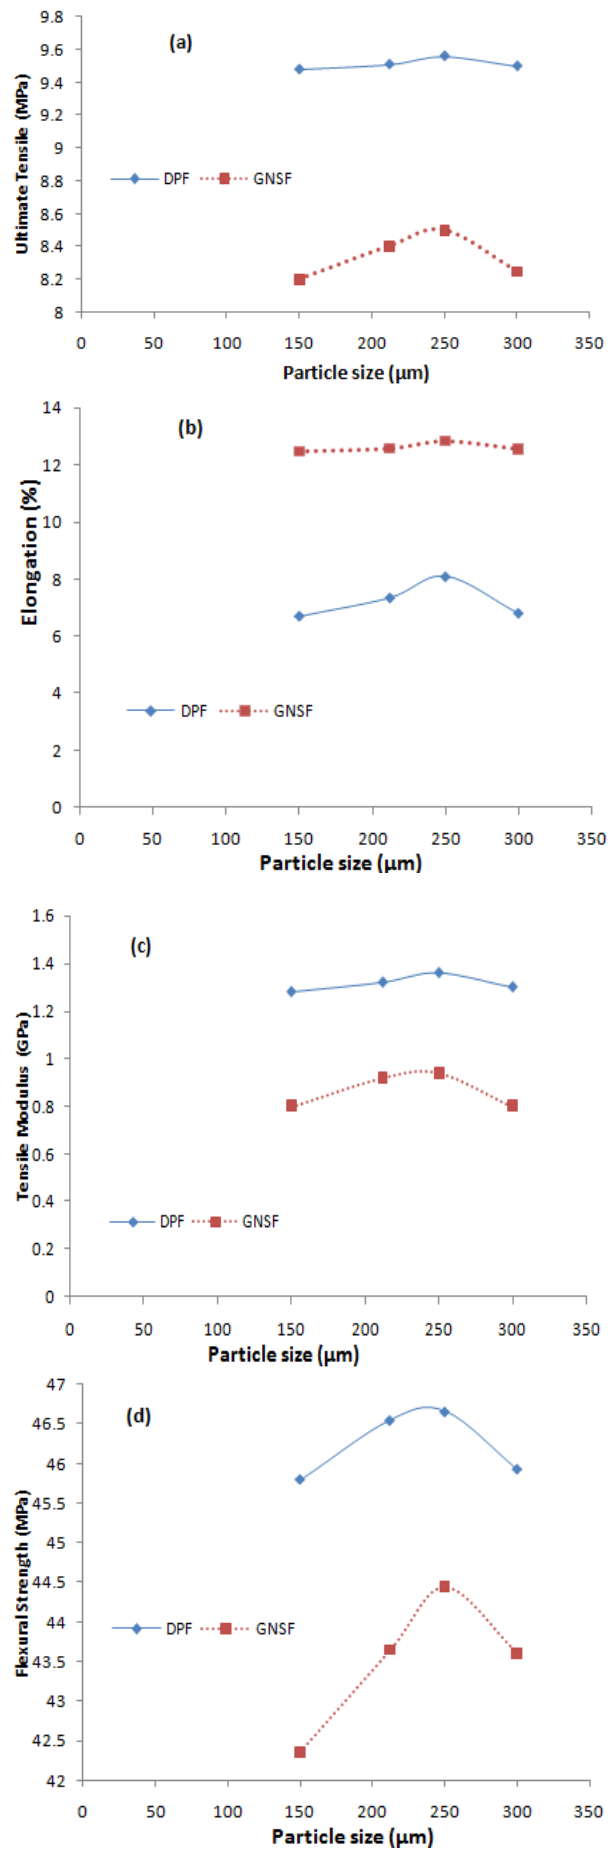 (a)
Ultimate Tensile (MPa)
9.8
9.6
9.4
9.2
9
8.8
8.6
8.4
8.2
8
DPF GNSF
0 50 100 150 200 250 300 350
Particle size (μm)
(b)
Elongation (%)
14
12
10
8
6
4
2
0
DPF GNSF
0 50 100 150 200 250 300 350
Particle size (μm)
(c)
Tensile Modulus (GPa)
1.6
1.4
1.2
1
0.8
0.6
0.4
0.2
0
DPF GNSF
0 50 100 150 200 250 300 350
Particle size (μm)
(d)
Flexural Strength (MPa)
47
46.5
46
45.5
45
44.5
44
43.5
43
42.5
42
DPF GNSF
0 50 100 150 200 250 300 350
Particle size (μm)